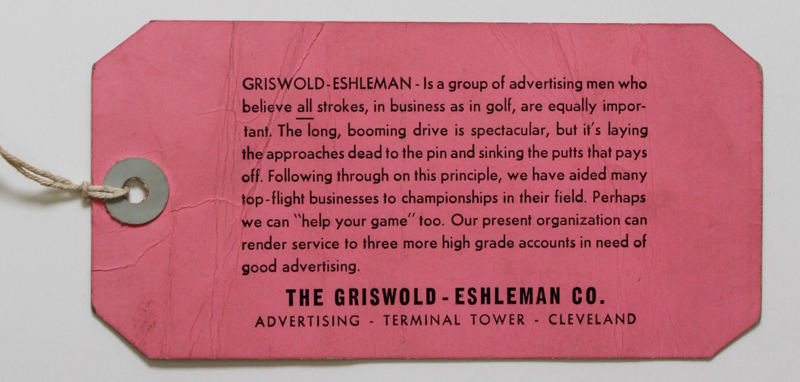 GRISWOLD-ESHLEMAN - Is a group of advertising men who
believe all strokes, in business as in golf, are equally impor-
tant. The long, booming drive is spectacular, but it's laying
the approaches dead to the pin and sinking the putts that pays
off. Following through on this principle, we have aided many
top-flight businesses to championships in their field. Perhaps
we can "help your game" too. Our present organization can
render service to three more high grade accounts in need of
good advertising.
THE GRISWOLD-ESHLEMAN CO.
ADVERTISING - TERMINAL TOWER - CLEVELAND